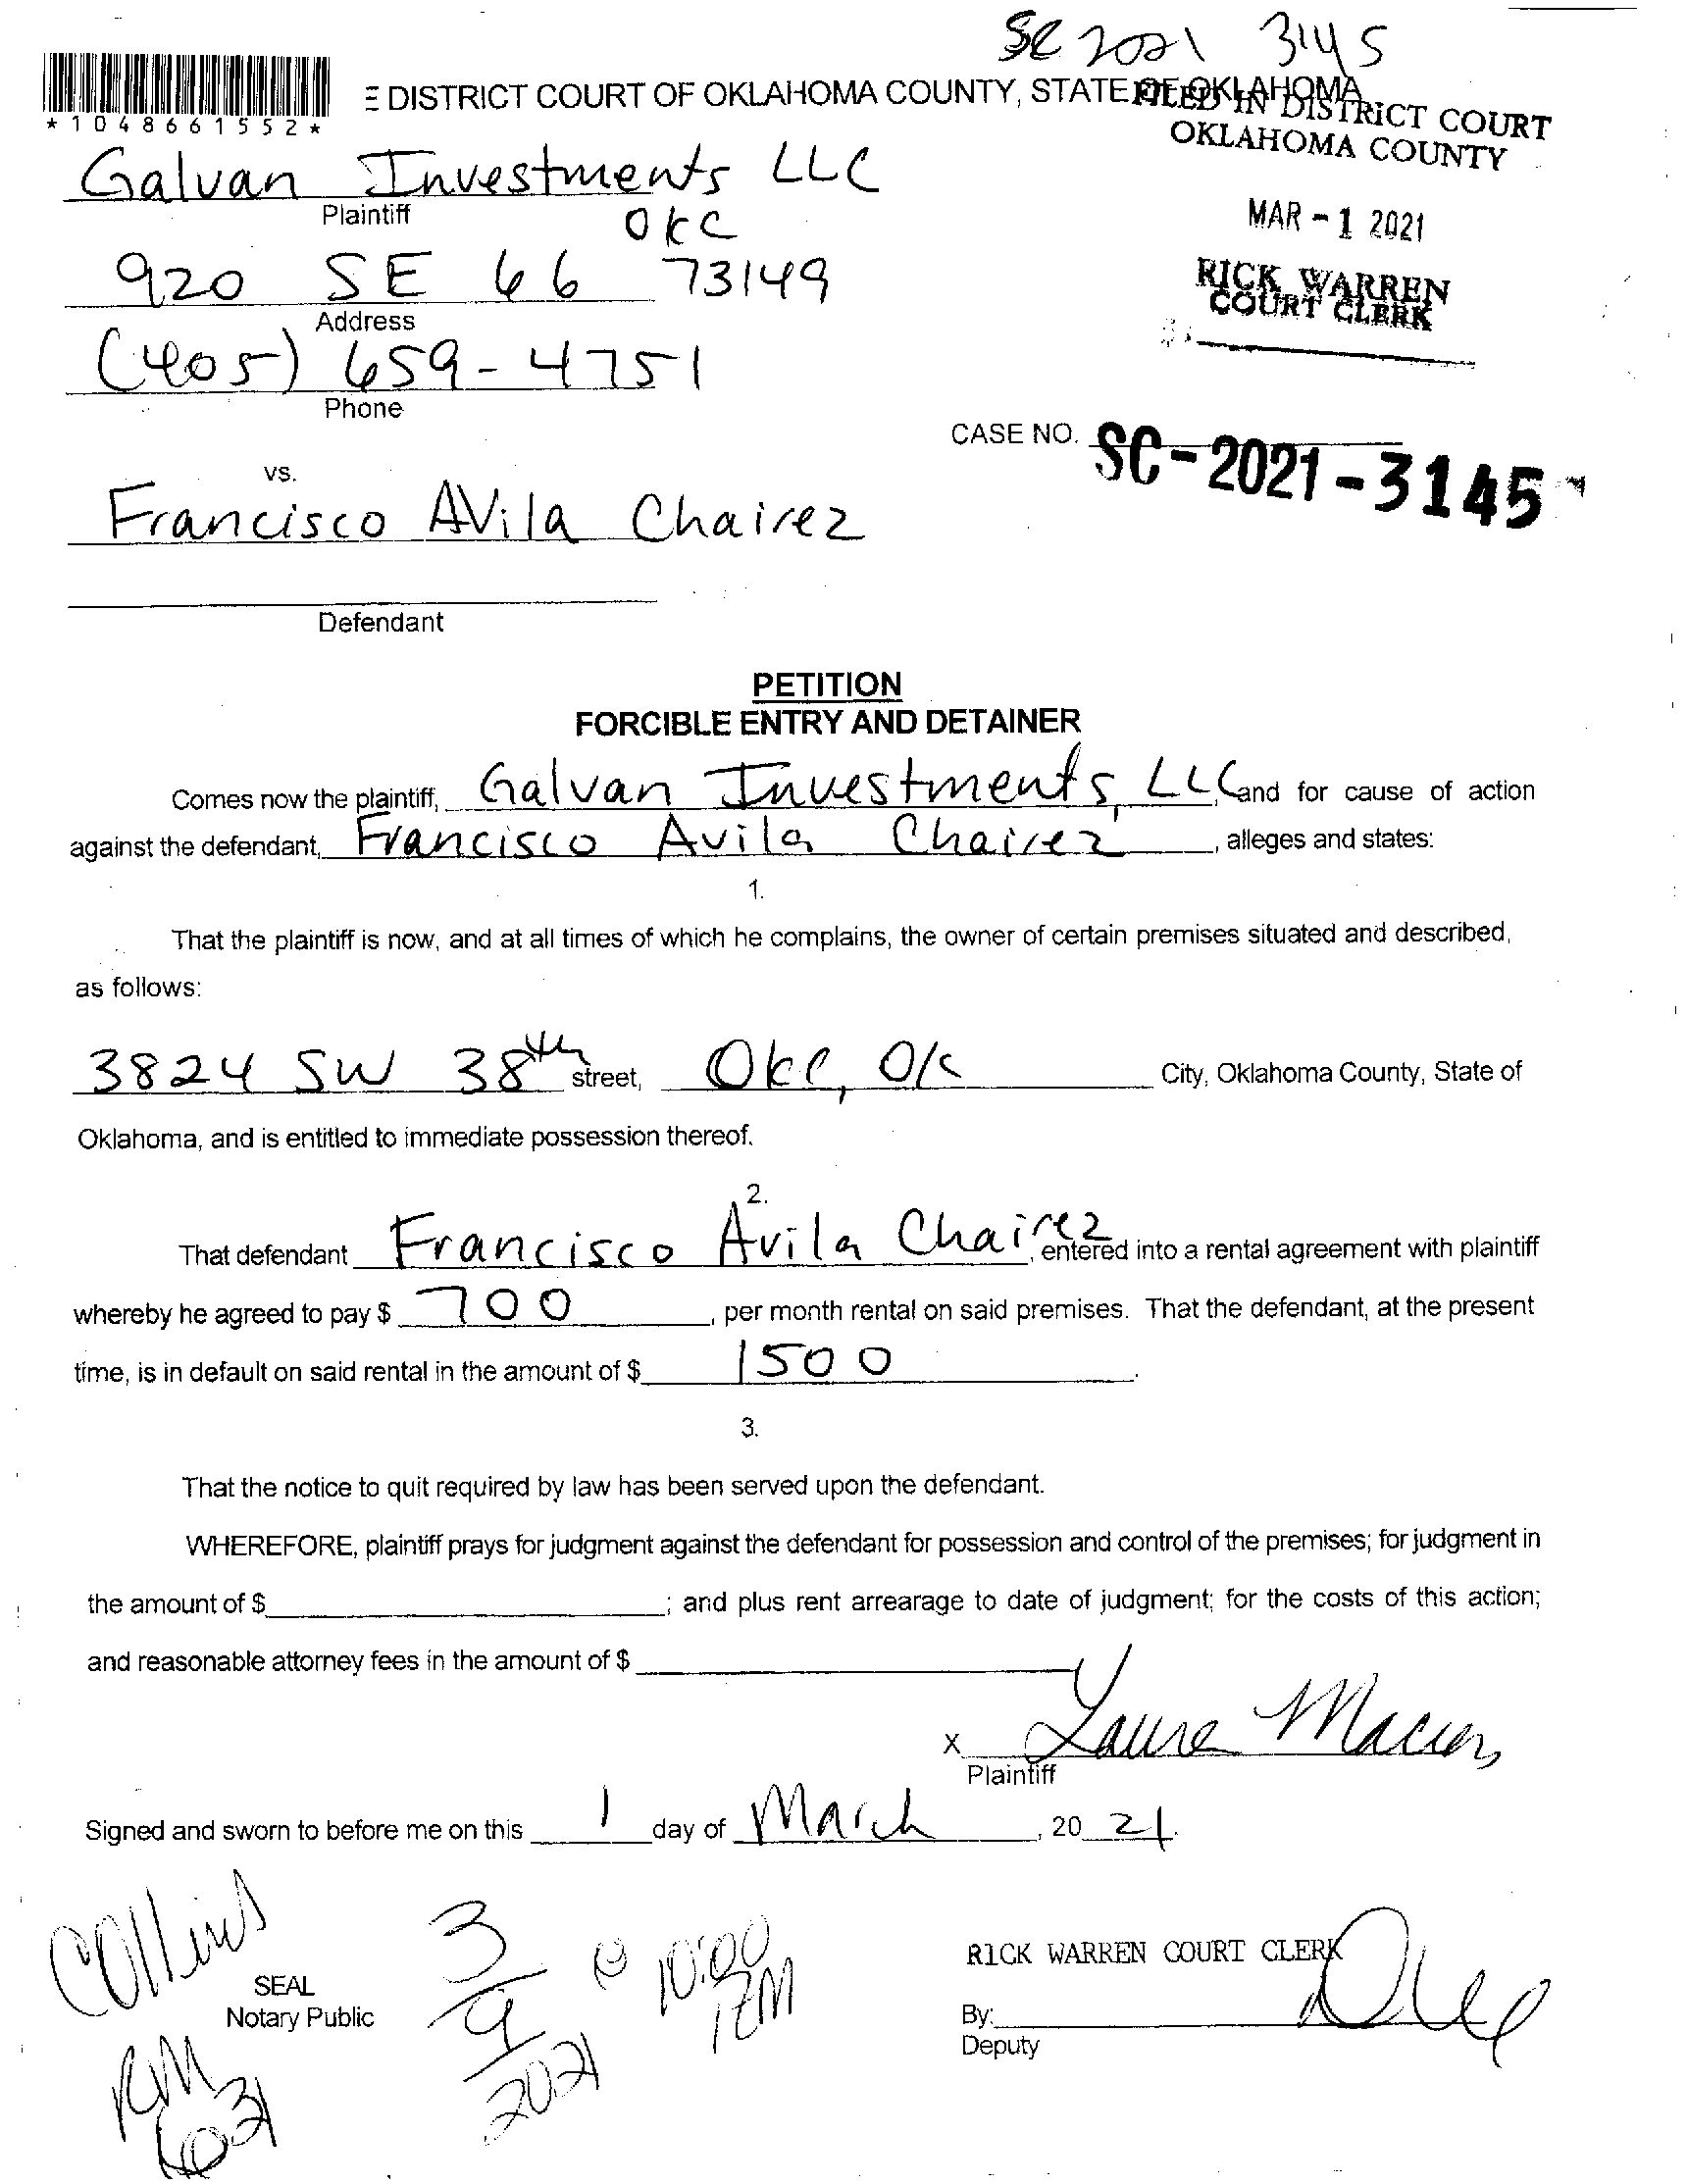 SC 2021 3145
E DISTRICT COURT OF OKLAHOMA COUNTY, STATE OF OKLAHOMA
FILED IN DISTRICT COURT
OKLAHOMA COUNTY
*1048661552*
Galvan Investments LLC
Plaintiff
MAR - 1 2021
OKC
920 SE 66 73149
Address
RICK WARREN
COURT CLERK
(405) 659-4751
Phone
CASE NO. SC-2021-3145
vs.
Francisco AVila Chairez
Defendant
PETITION
FORCIBLE ENTRY AND DETAINER
Comes now the plaintiff, Galvan Investments, LLC, and for cause of action
against the defendant, Francisco Avila Chairez, alleges and states:
1.
That the plaintiff is now, and at all times of which he complains, the owner of certain premises situated and described,
as follows:
3824 SW 38th street, OKC, OK City, Oklahoma County, State of
Oklahoma, and is entitled to immediate possession thereof.
2.
That defendant Francisco Avila Chairez, entered into a rental agreement with plaintiff
whereby he agreed to pay $ 700, per month rental on said premises. That the defendant, at the present
time, is in default on said rental in the amount of $ 1500.
3.
That the notice to quit required by law has been served upon the defendant.
WHEREFORE, plaintiff prays for judgment against the defendant for possession and control of the premises; for judgment in
the amount of $ ; and plus rent arrearage to date of judgment; for the costs of this action;
and reasonable attorney fees in the amount of $
x Laura Macias
Plaintiff
Signed and sworn to before me on this 1 day of March, 20 21.
Collins
3/9/2021 @ 10:00 AM
SEAL
Notary Public
RICK WARREN COURT CLERK
By:
Deputy
RM